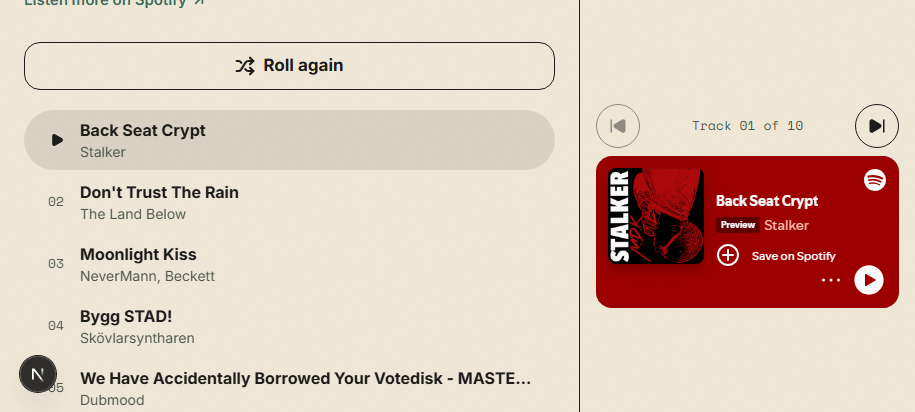 Listen more on Spotify ↗
Roll again
Back Seat Crypt
Stalker
02
Don't Trust The Rain
The Land Below
03
Moonlight Kiss
NeverMann, Beckett
04
Bygg STAD!
Skövlarsyntharen
N
05
We Have Accidentally Borrowed Your Votedisk - MASTE...
Dubmood
Track 01 of 10
STALKER
MDK
Back Seat Crypt
Preview
Stalker
Save on Spotify